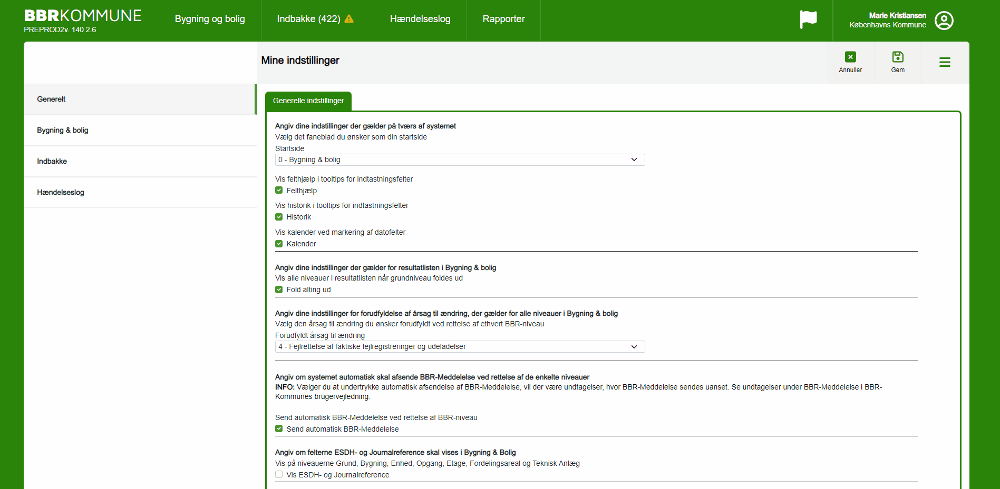 BBRKOMMUNE
PREPROD2v. 140 2.6
Bygning og bolig
Indbakke (422)
Hændelseslog
Rapporter
Marie Kristiansen
Københavns Kommune
Mine indstillinger
Annuller
Gem
Generelt
Bygning & bolig
Indbakke
Hændelseslog
Generelle indstillinger
Angiv dine indstillinger der gælder på tværs af systemet
Vælg det faneblad du ønsker som din startside
Startside
0 - Bygning & bolig
Vis felthjælp i tooltips for indtastningsfelter
Felthjælp
Vis historik i tooltips for indtastningsfelter
Historik
Vis kalender ved markering af datofelter
Kalender
Angiv dine indstillinger der gælder for resultatlisten i Bygning & bolig
Vis alle niveauer i resultatlisten når grundniveau foldes ud
Fold alting ud
Angiv dine indstillinger for forudfyldelse af årsag til ændring, der gælder for alle niveauer i Bygning & bolig
Vælg den årsag til ændring du ønsker forudfyldt ved rettelse af ethvert BBR-niveau
Forudfyldt årsag til ændring
4 - Fejlrettelse af faktiske fejlregistreringer og udeladelser
Angiv om systemet automatisk skal afsende BBR-Meddelelse ved rettelse af de enkelte niveauer
INFO: Vælger du at undertrykke automatisk afsendelse af BBR-Meddelelse, vil der være undtagelser, hvor BBR-Meddelelse sendes uanset. Se undtagelser under BBR-Meddelelse i BBR-
Kommunes brugervejledning.
Send automatisk BBR-Meddelelse ved rettelse af BBR-niveau
Send automatisk BBR-Meddelelse
Angiv om felterne ESDH- og Journalreference skal vises i Bygning & Bolig
Vis på niveauerne Grund, Bygning, Enhed, Opgang, Etage, Fordelingsareal og Teknisk Anlæg
Vis ESDH- og Journalreference